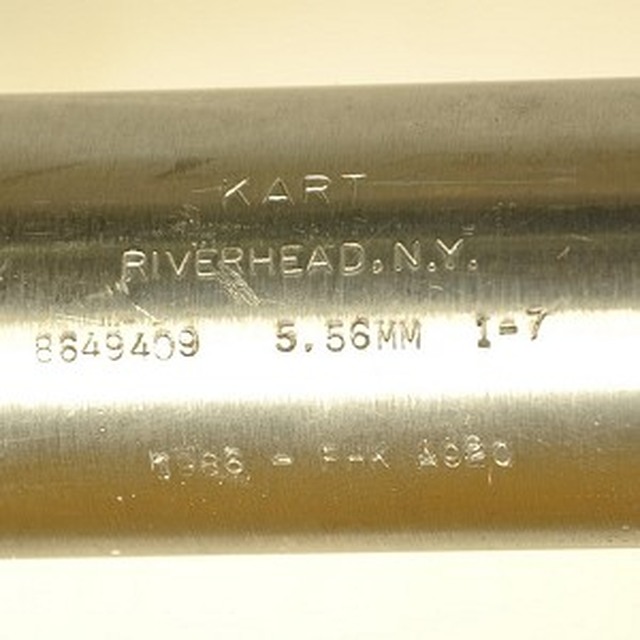 KART
RIVERHEAD, N.Y.
8649409 5.56MM 1-7